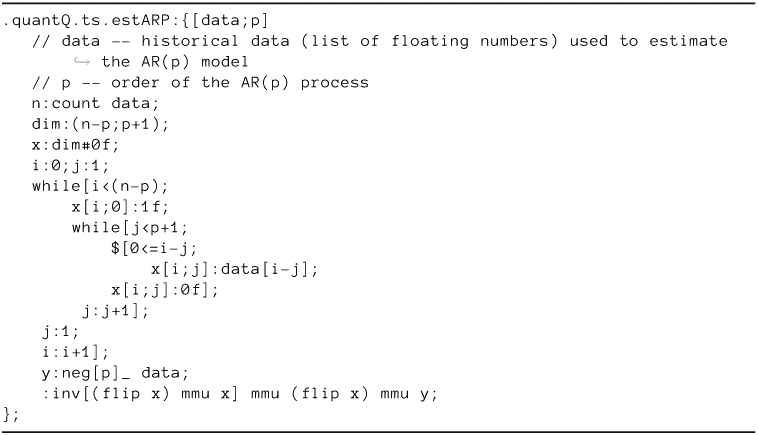 .quantQ.ts.estARP:{[data;p]
// data -- historical data (list of floating numbers) used to estimate
↪ the AR(p) model
// p -- order of the AR(p) process
n:count data;
dim:(n-p;p+1);
x:dim#0f;
i:0;j:1;
while[i<(n-p);
x[i;0]:1f;
while[j<p+1;
$[0<=i-j;
x[i;j]:data[i-j];
x[i;j]:0f];
j:j+1];
j:1;
i:i+1];
y:neg[p]_ data;
:inv[(flip x) mmu x] mmu (flip x) mmu y;
};